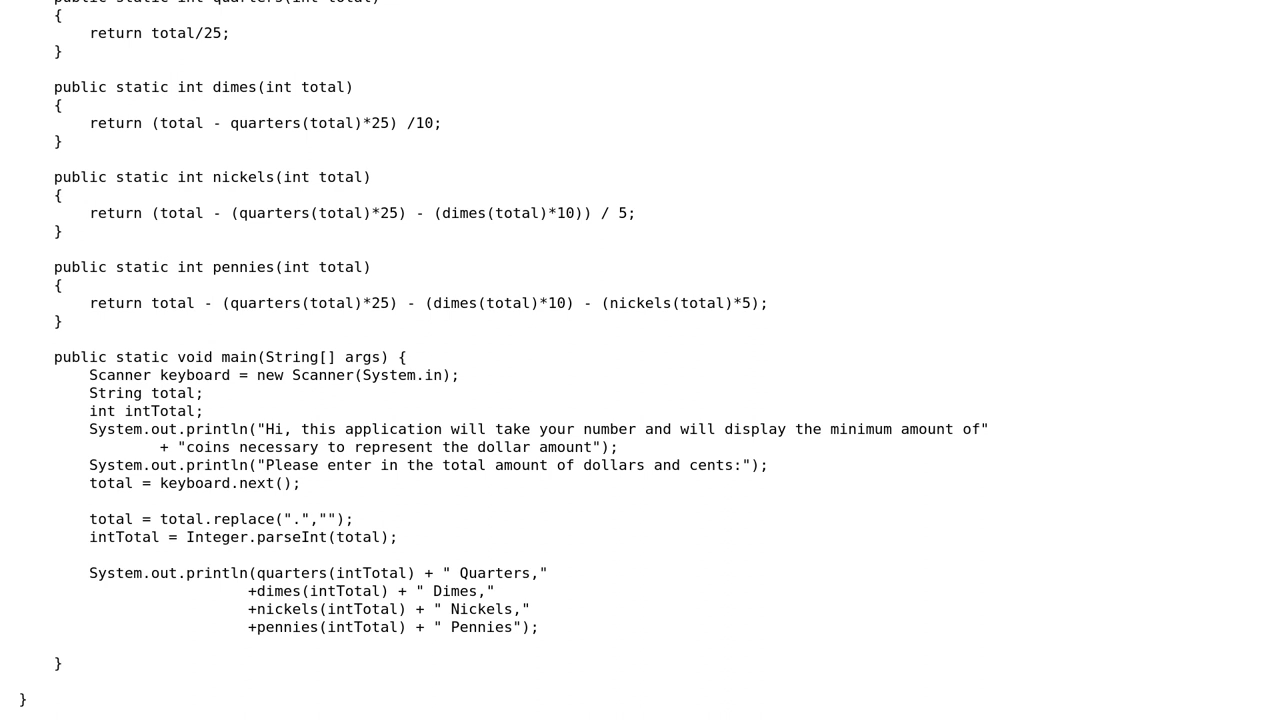 public static int quarters(int total)
{
return total/25;
}
public static int dimes(int total)
{
return (total - quarters(total)*25) /10;
}
public static int nickels(int total)
{
return (total - (quarters(total)*25) - (dimes(total)*10)) / 5;
}
public static int pennies(int total)
{
return total - (quarters(total)*25) - (dimes(total)*10) - (nickels(total)*5);
}
public static void main(String[] args) {
Scanner keyboard = new Scanner(System.in);
String total;
int intTotal;
System.out.println("Hi, this application will take your number and will display the minimum amount of"
+ "coins necessary to represent the dollar amount");
System.out.println("Please enter in the total amount of dollars and cents:");
total = keyboard.next();
total = total.replace(".","");
intTotal = Integer.parseInt(total);
System.out.println(quarters(intTotal) + " Quarters,"
+dimes(intTotal) + " Dimes,"
+nickels(intTotal) + " Nickels,"
+pennies(intTotal) + " Pennies");
}
}